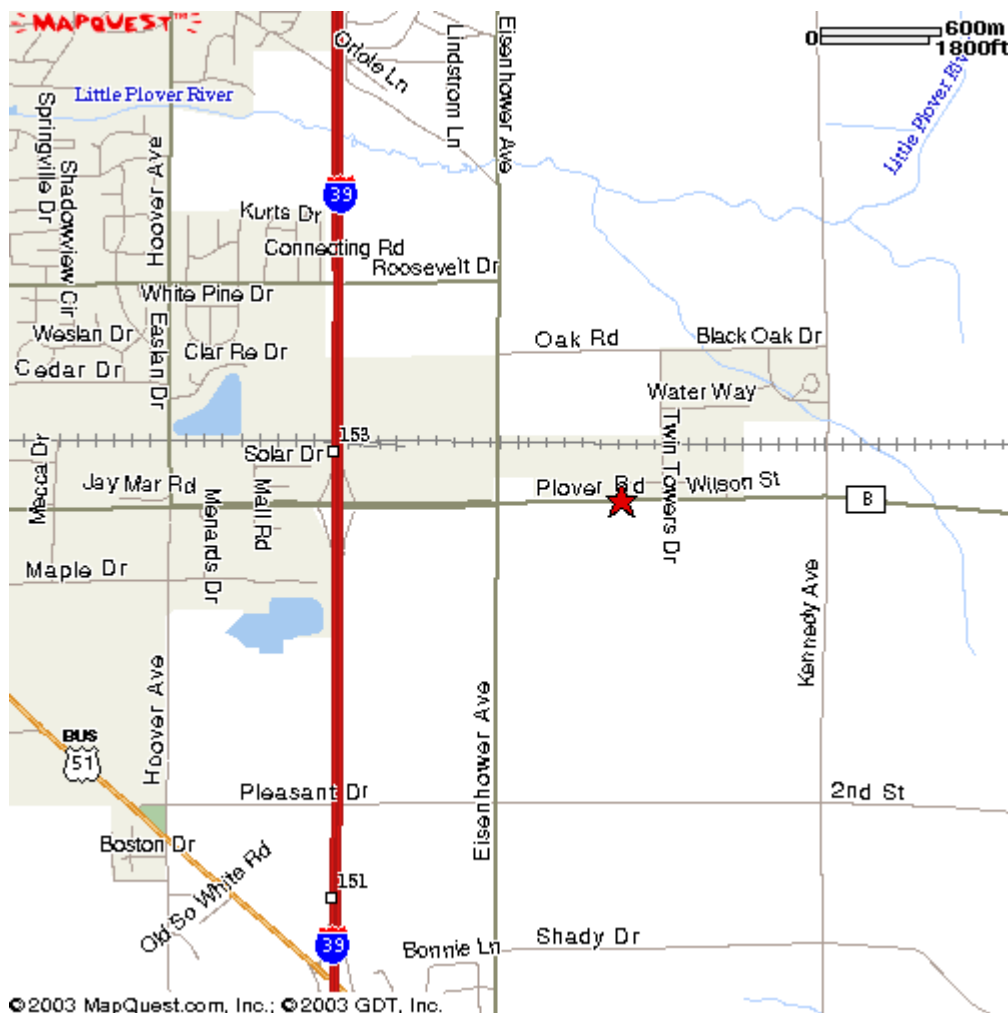 MAPQUEST™
0 600m
1800ft
Oriole Ln
Lindstrom Ln
Eisenhower Ave
Little Plover River
Little Plover Riv
Springville Dr
Shadowview Cir
Hoover Ave
39
Kurts Dr
Connecting Rd
Roosevelt Dr
White Pine Dr
Weslan Dr
Easlan Dr
Clar Re Dr
Cedar Dr
Oak Rd
Black Oak Dr
Water Way
Twin Towers Dr
153
Solar Dr
Mecca Dr
Jay Mar Rd
Menards Dr
Mall Rd
Plover Rd
Wilson St
B
Maple Dr
Kennedy Ave
Hoover Ave
Eisenhower Ave
BUS
51
Pleasant Dr
2nd St
Boston Dr
Old So White Rd
151
39
Bonnie Ln
Shady Dr
©2003 MapQuest.com, Inc.; ©2003 GDT, Inc.